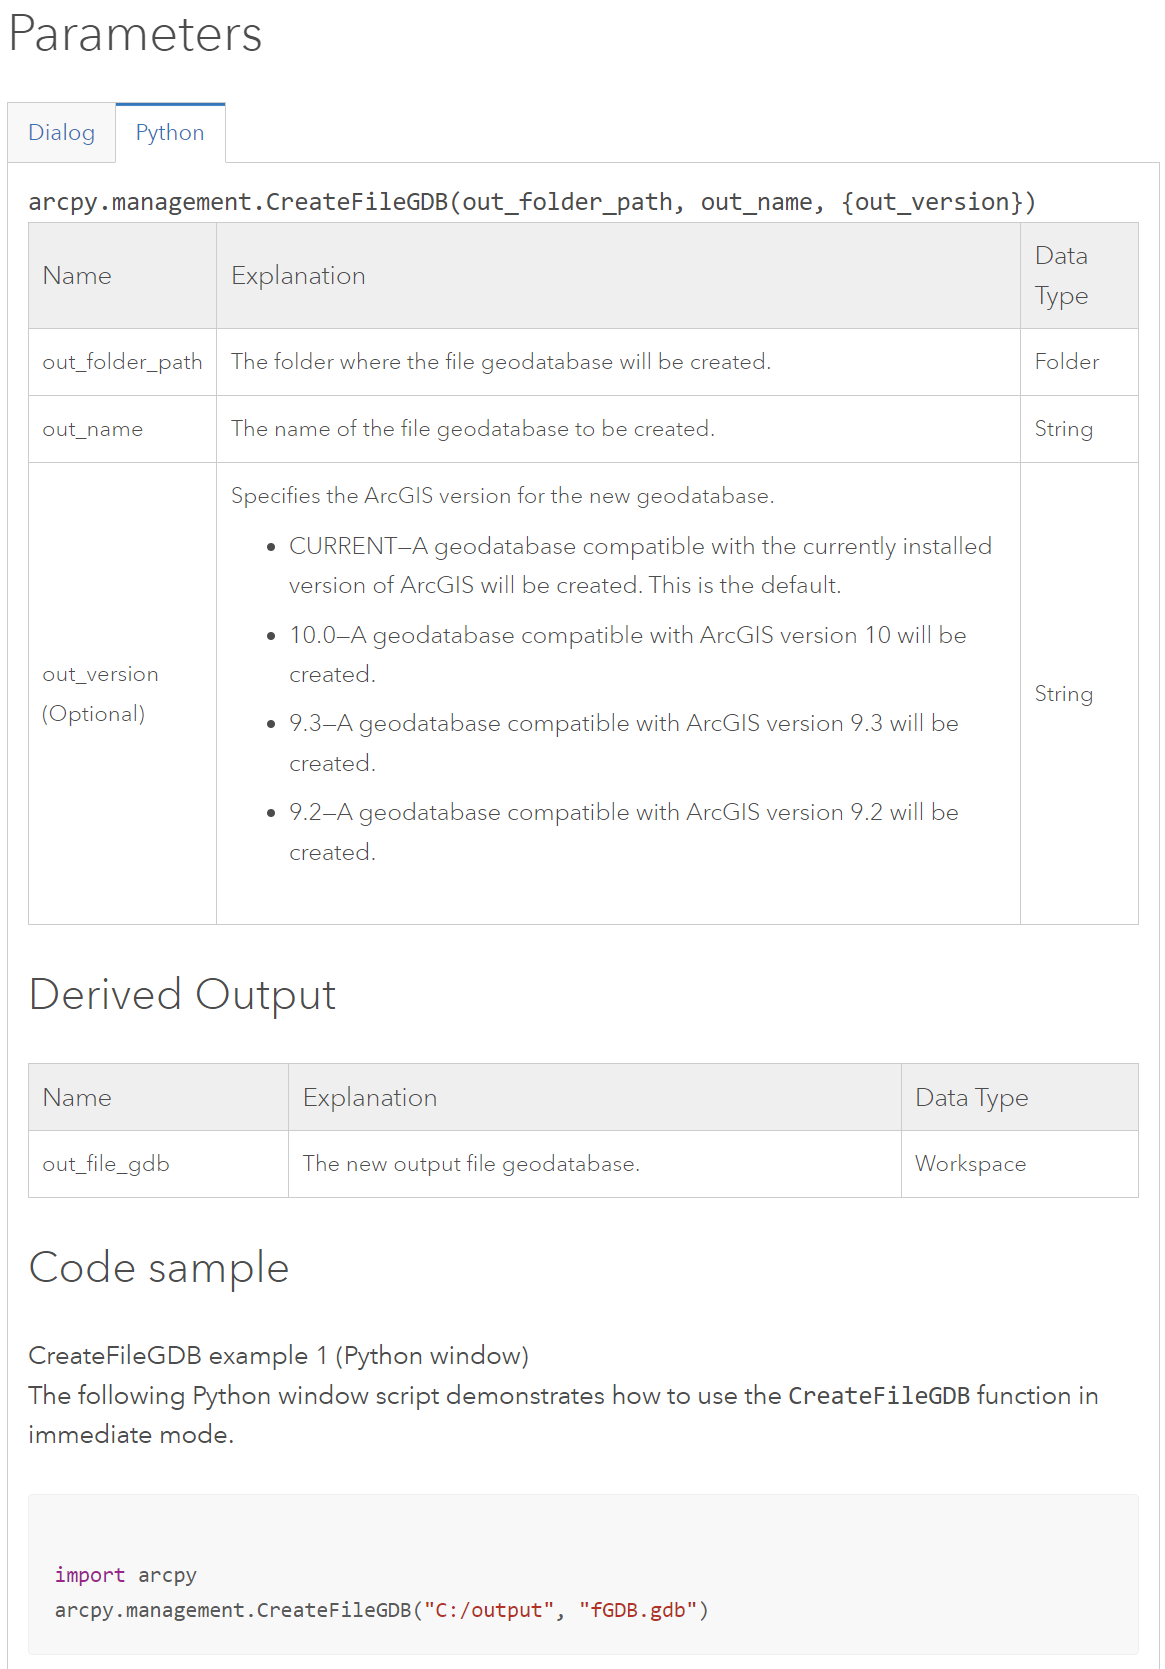 Parameters
Dialog
Python
arcpy.management.CreateFileGDB(out_folder_path, out_name, {out_version})
Name
Explanation
Data
Type
out_folder_path
The folder where the file geodatabase will be created.
Folder
out_name
The name of the file geodatabase to be created.
String
out_version
(Optional)
Specifies the ArcGIS version for the new geodatabase.
• CURRENT—A geodatabase compatible with the currently installed
version of ArcGIS will be created. This is the default.
• 10.0—A geodatabase compatible with ArcGIS version 10 will be
created.
• 9.3—A geodatabase compatible with ArcGIS version 9.3 will be
created.
• 9.2—A geodatabase compatible with ArcGIS version 9.2 will be
created.
String
Derived Output
Name
Explanation
Data Type
out_file_gdb
The new output file geodatabase.
Workspace
Code sample
CreateFileGDB example 1 (Python window)
The following Python window script demonstrates how to use the CreateFileGDB function in
immediate mode.
import arcpy
arcpy.management.CreateFileGDB("C:/output", "fGDB.gdb")